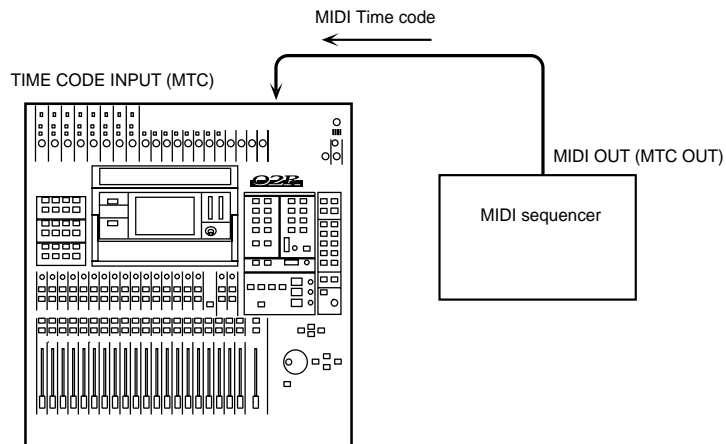 MIDI Time code
TIME CODE INPUT (MTC)
MIDI OUT (MTC OUT)
MIDI sequencer
02R